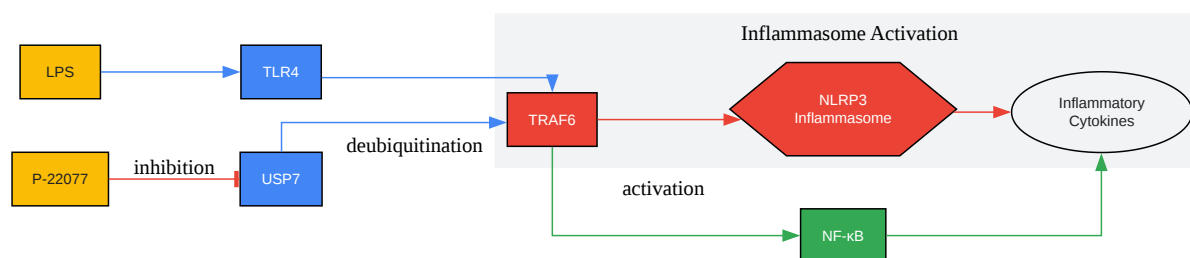 Inflammasome Activation
LPS
TLR4
NLRP3
Inflammasome
Inflammatory
Cytokines
TRAF6
deubiquitination
inhibition
P-22077
USP7
activation
NF-κB